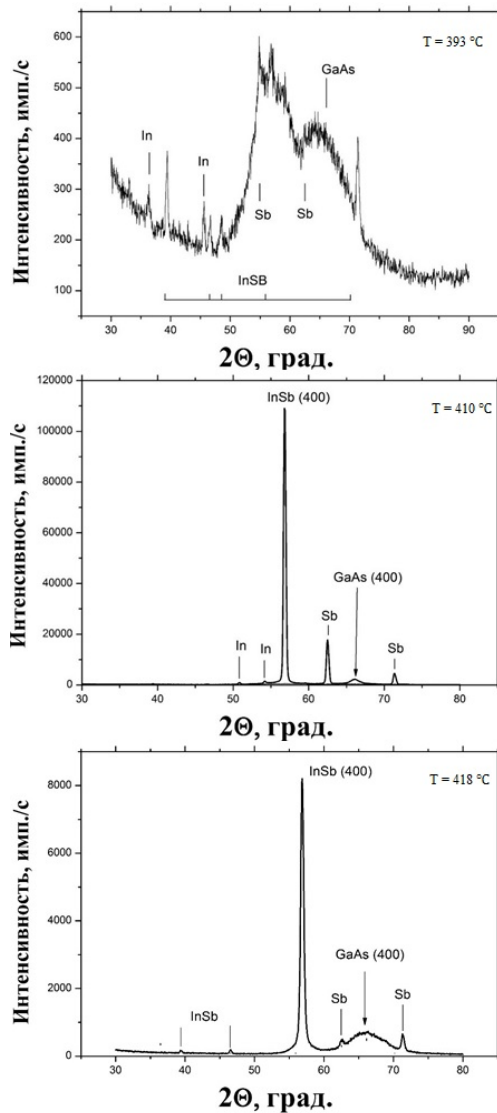 T = 393 °C
600
500
400
300
200
100
Интенсивность, имп./с
GaAs
In
In
Sb
Sb
InSB
30 40 50 60 70 80 90
2Θ, град.
T = 410 °C
120000
100000
80000
60000
40000
20000
0
Интенсивность, имп./с
InSb (400)
GaAs (400)
Sb
In
In
Sb
30 40 50 60 70 80
2Θ, град.
T = 418 °C
8000
6000
4000
2000
0
Интенсивность, имп./с
InSb (400)
GaAs (400)
Sb
Sb
InSb
30 40 50 60 70 80
2Θ, град.